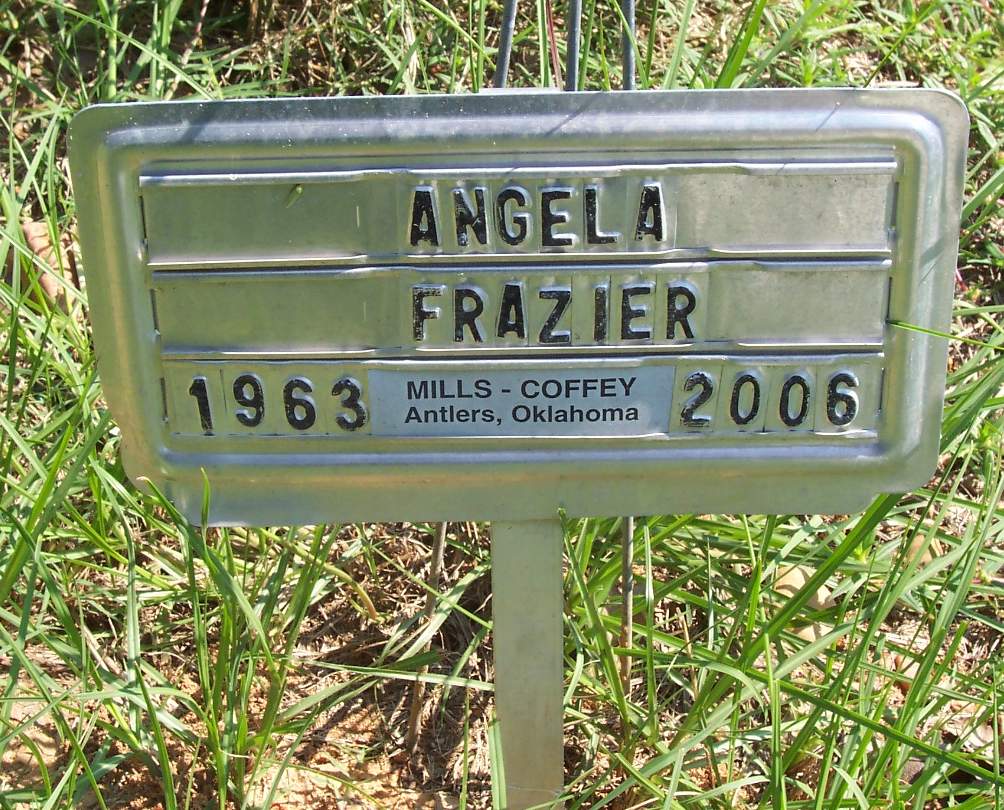 ANGELA
FRAZIER
1963 MILLS - COFFEY 2006
Antlers, Oklahoma